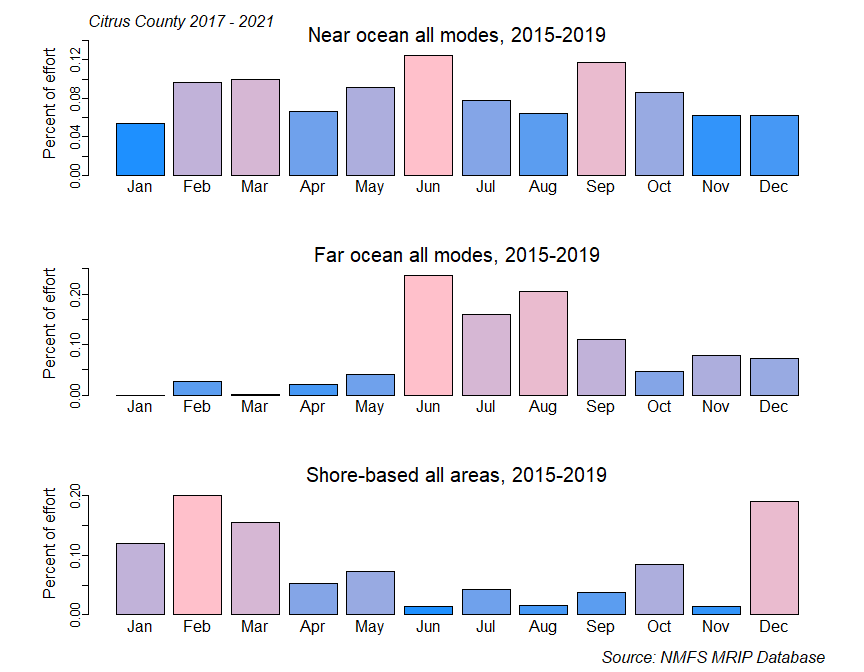 Citrus County 2017 - 2021
Near ocean all modes, 2015-2019
Percent of effort
0.00 0.04 0.08 0.12
Jan Feb Mar Apr May Jun Jul Aug Sep Oct Nov Dec
Far ocean all modes, 2015-2019
Percent of effort
0.00 0.10 0.20
Jan Feb Mar Apr May Jun Jul Aug Sep Oct Nov Dec
Shore-based all areas, 2015-2019
Percent of effort
0.00 0.10 0.20
Jan Feb Mar Apr May Jun Jul Aug Sep Oct Nov Dec
Source: NMFS MRIP Database